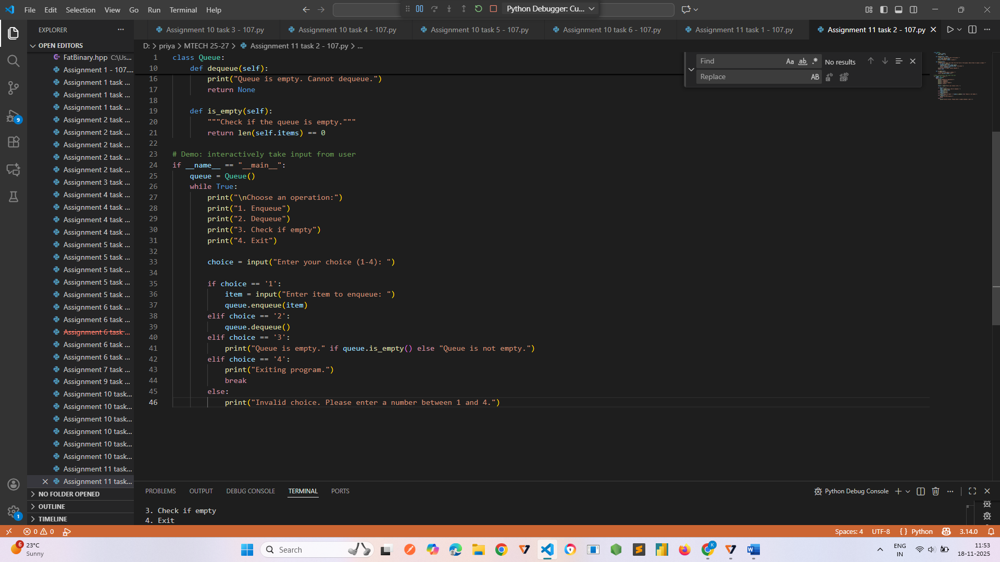 File Edit Selection View Go Run Terminal Help
Python Debugger: Cu...
EXPLORER
Assignment 10 task 3 - 107.py
Assignment 10 task 4 - 107.py
Assignment 10 task 5 - 107.py
Assignment 10 task 6 - 107.py
Assignment 11 task 1 - 107.py
Assignment 11 task 2 - 107.py
OPEN EDITORS
D: > priya > MTECH 25-27 > Assignment 11 task 2 - 107.py > ...
FatBinary.hpp C:\Us...
Assignment 1 - 107....
Assignment 1 task ...
Assignment 1 task ...
Assignment 1 task ...
Assignment 2 task ...
Assignment 2 task ...
Assignment 2 task ...
Assignment 2 task ...
Assignment 2 task ...
Assignment 3 task ...
Assignment 4 task ...
Assignment 4 task ...
Assignment 4 task ...
Assignment 4 task ...
Assignment 5 task ...
Assignment 5 task ...
Assignment 5 task ...
Assignment 5 task ...
Assignment 5 task ...
Assignment 6 task ...
Assignment 6 task ...
Assignment 6 task ...
Assignment 6 task ...
Assignment 6 task ...
Assignment 7 task ...
Assignment 9 task ...
Assignment 10 task...
Assignment 10 task...
Assignment 10 task...
Assignment 10 task...
Assignment 10 task...
Assignment 10 task...
Assignment 11 task...
Assignment 11 task...
NO FOLDER OPENED
OUTLINE
TIMELINE
9
1
Find Aa ab .* No results
Replace AB
1 class Queue:
10 def dequeue(self):
16 print("Queue is empty. Cannot dequeue.")
17 return None
18
19 def is_empty(self):
20 """Check if the queue is empty."""
21 return len(self.items) == 0
22
23 # Demo: interactively take input from user
24 if __name__ == "__main__":
25 queue = Queue()
26 while True:
27 print("\nChoose an operation:")
28 print("1. Enqueue")
29 print("2. Dequeue")
30 print("3. Check if empty")
31 print("4. Exit")
32
33 choice = input("Enter your choice (1-4): ")
34
35 if choice == '1':
36 item = input("Enter item to enqueue: ")
37 queue.enqueue(item)
38 elif choice == '2':
39 queue.dequeue()
40 elif choice == '3':
41 print("Queue is empty." if queue.is_empty() else "Queue is not empty.")
42 elif choice == '4':
43 print("Exiting program.")
44 break
45 else:
46 print("Invalid choice. Please enter a number between 1 and 4.")
PROBLEMS OUTPUT DEBUG CONSOLE TERMINAL PORTS
Python Debug Console
3. Check if empty
4. Exit
0 0
Spaces: 4 UTF-8 { } Python 3.14.0
6 23°C
Sunny
Search
K
ENG
IN
11:53
18-11-2025